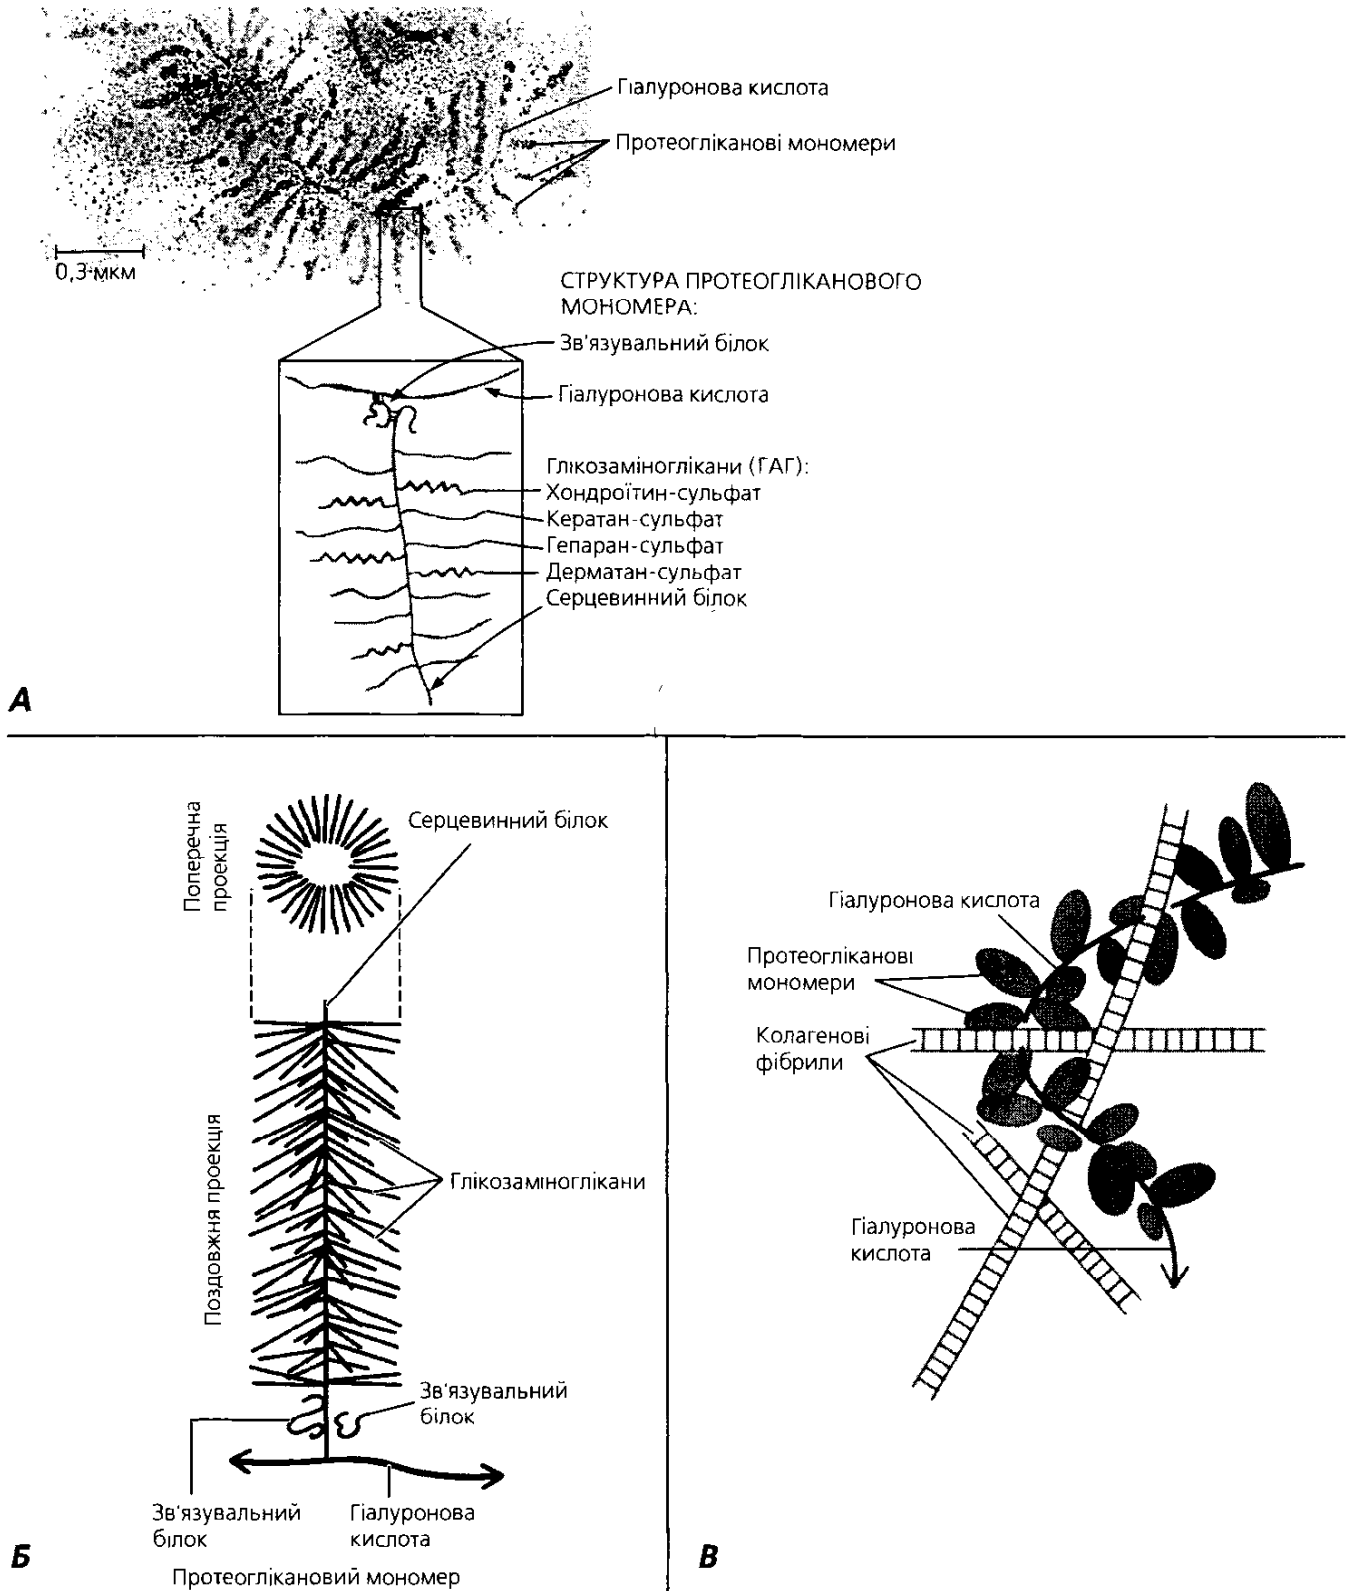 Гіалуронова кислота
Протеогліканові мономери
0,3 мкм
СТРУКТУРА ПРОТЕОГЛІКАНОВОГО
МОНОМЕРА:
Зв'язувальний білок
Гіалуронова кислота
Глікозаміноглікани (ГАГ):
Хондроїтин-сульфат
Кератан-сульфат
Гепаран-сульфат
Дерматан-сульфат
Серцевинний білок
А
Поперечна
проекція
Серцевинний білок
Поздовжня проекція
Глікозаміноглікани
Зв'язувальний
білок
Зв'язувальний
білок
Гіалуронова
кислота
Б
Протеоглікановий мономер
Гіалуронова кислота
Протеогліканові
мономери
Колагенові
фібрили
Гіалуронова
кислота
В